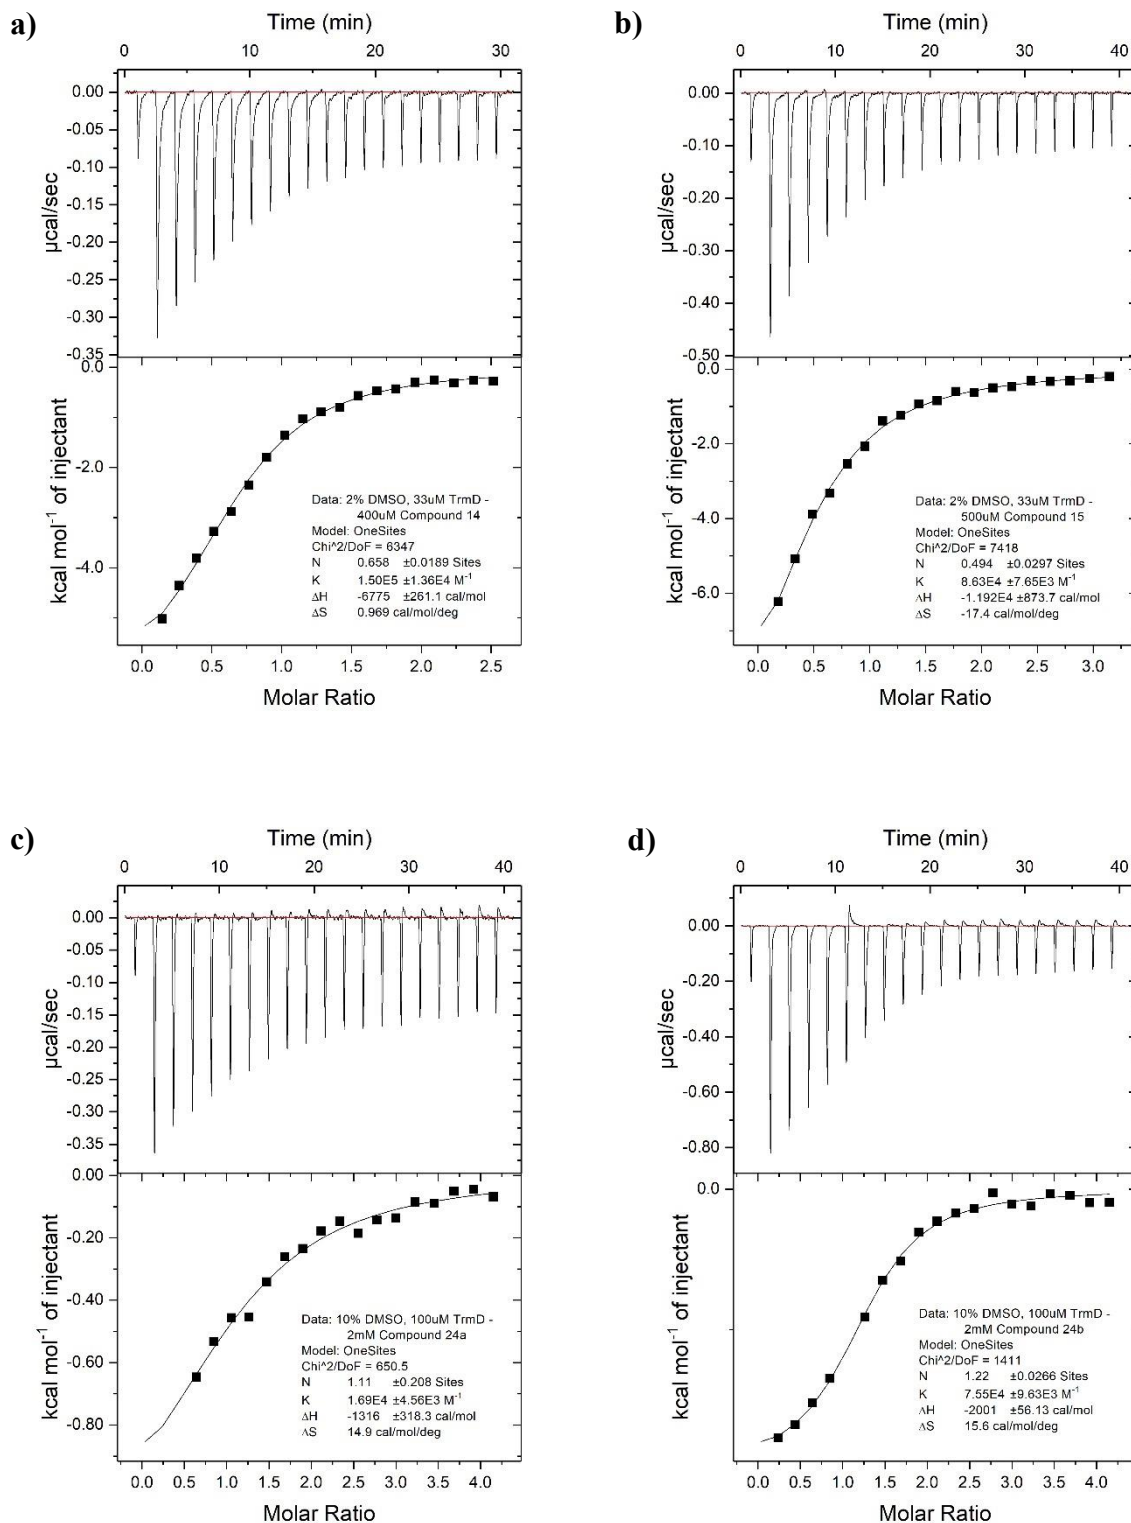 a)
Time (min)
0 10 20 30
0.00
-0.05
-0.10
-0.15
-0.20
-0.25
-0.30
-0.35
µcal/sec
0.0
-2.0
-4.0
kcal mol⁻¹ of injectant
Data: 2% DMSO, 33uM TrmD -
400uM Compound 14
Model: OneSites
Chi^2/DoF = 6347
N 0.658 ±0.0189 Sites
K 1.50E5 ±1.36E4 M⁻¹
ΔH -6775 ±261.1 cal/mol
ΔS 0.969 cal/mol/deg
0.0 0.5 1.0 1.5 2.0 2.5
Molar Ratio
b)
Time (min)
0 10 20 30 40
0.00
-0.10
-0.20
-0.30
-0.40
-0.50
µcal/sec
0.0
-2.0
-4.0
-6.0
kcal mol⁻¹ of injectant
Data: 2% DMSO, 33uM TrmD -
500uM Compound 15
Model: OneSites
Chi^2/DoF = 7418
N 0.494 ±0.0297 Sites
K 8.63E4 ±7.65E3 M⁻¹
ΔH -1.192E4 ±873.7 cal/mol
ΔS -17.4 cal/mol/deg
0.0 0.5 1.0 1.5 2.0 2.5 3.0
Molar Ratio
c)
Time (min)
0 10 20 30 40
0.00
-0.05
-0.10
-0.15
-0.20
-0.25
-0.30
-0.35
µcal/sec
0.00
-0.20
-0.40
-0.60
-0.80
kcal mol⁻¹ of injectant
Data: 10% DMSO, 100uM TrmD -
2mM Compound 24a
Model: OneSites
Chi^2/DoF = 650.5
N 1.11 ±0.208 Sites
K 1.69E4 ±4.56E3 M⁻¹
ΔH -1316 ±318.3 cal/mol
ΔS 14.9 cal/mol/deg
0.0 0.5 1.0 1.5 2.0 2.5 3.0 3.5 4.0
Molar Ratio
d)
Time (min)
0 10 20 30 40
0.00
-0.20
-0.40
-0.60
-0.80
µcal/sec
0.0
kcal mol⁻¹ of injectant
Data: 10% DMSO, 100uM TrmD -
2mM Compound 24b
Model: OneSites
Chi^2/DoF = 1411
N 1.22 ±0.0266 Sites
K 7.55E4 ±9.63E3 M⁻¹
ΔH -2001 ±56.13 cal/mol
ΔS 15.6 cal/mol/deg
0.0 0.5 1.0 1.5 2.0 2.5 3.0 3.5 4.0
Molar Ratio